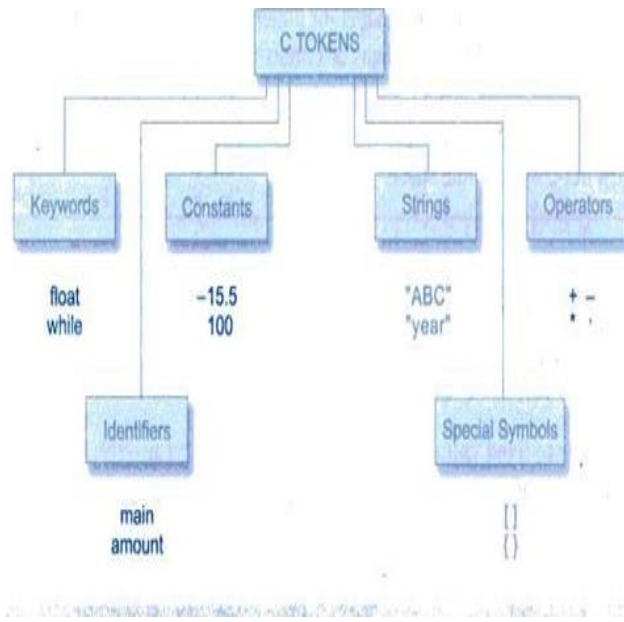 C TOKENS
Keywords
Constants
Strings
Operators
float
while
–15.5
100
"ABC"
"year"
+ –
*
Identifiers
Special Symbols
main
amount
[ ]
{ }